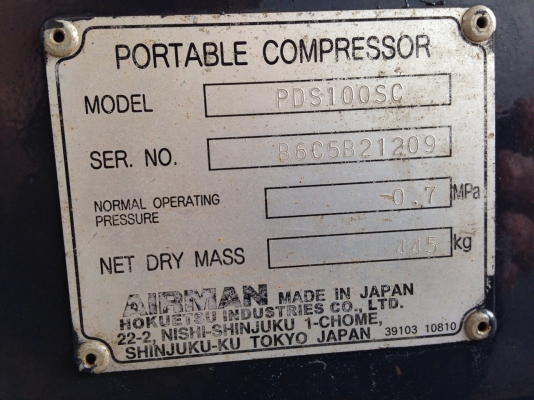 PORTABLE COMPRESSOR
MODEL PDS100SC
SER. NO. B6C5B21209
NORMAL OPERATING PRESSURE 0.7 MPa
NET DRY MASS 445 kg
AIRMAN MADE IN JAPAN
HOKUETSU INDUSTRIES CO., LTD.
22-2, NISHI-SHINJUKU 1-CHOME,
SHINJUKU-KU TOKYO JAPAN 39103 10810